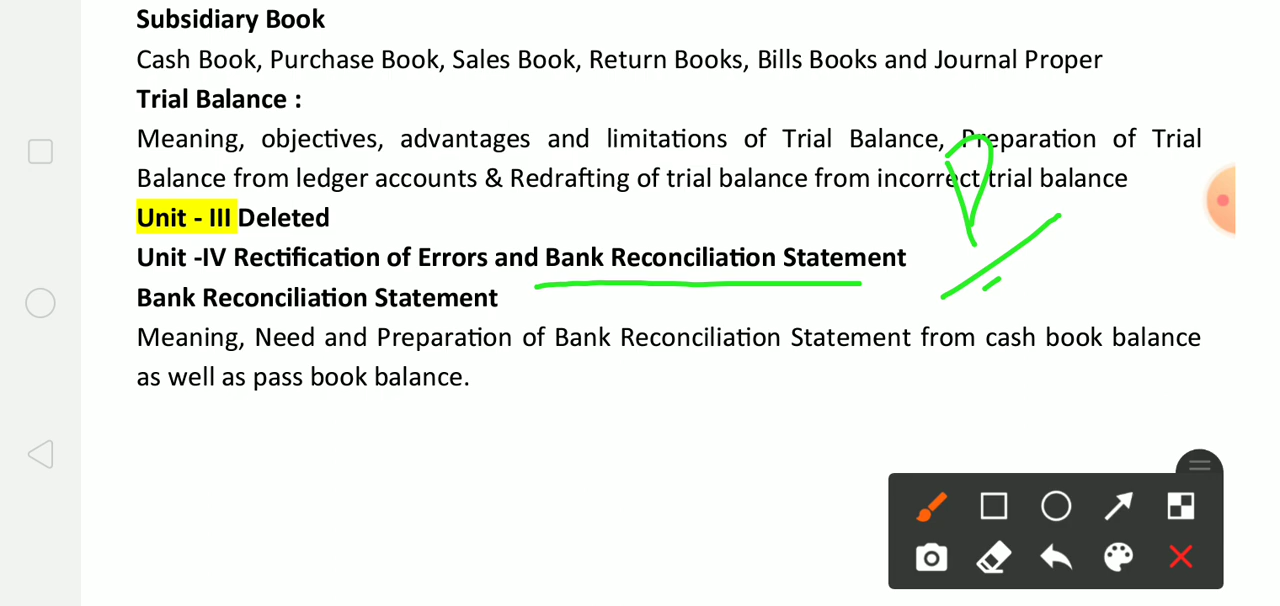 Subsidiary Book
Cash Book, Purchase Book, Sales Book, Return Books, Bills Books and Journal Proper
Trial Balance :
Meaning, objectives, advantages and limitations of Trial Balance, Preparation of Trial
Balance from ledger accounts & Redrafting of trial balance from incorrect trial balance
Unit - III Deleted
Unit -IV Rectification of Errors and Bank Reconciliation Statement
Bank Reconciliation Statement
Meaning, Need and Preparation of Bank Reconciliation Statement from cash book balance
as well as pass book balance.